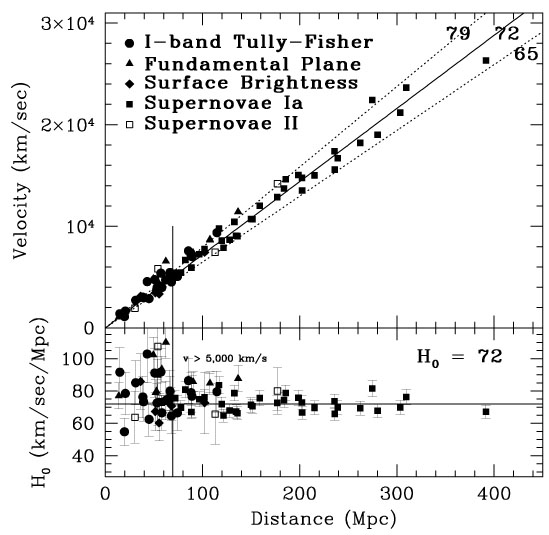 3×10⁴
2×10⁴
10⁴
0
Velocity (km/sec)
I-band Tully-Fisher
Fundamental Plane
Surface Brightness
Supernovae Ia
Supernovae II
79
72
65
100
80
60
40
H₀ (km/sec/Mpc)
v > 5,000 km/s
H₀ = 72
0
100
200
300
400
Distance (Mpc)